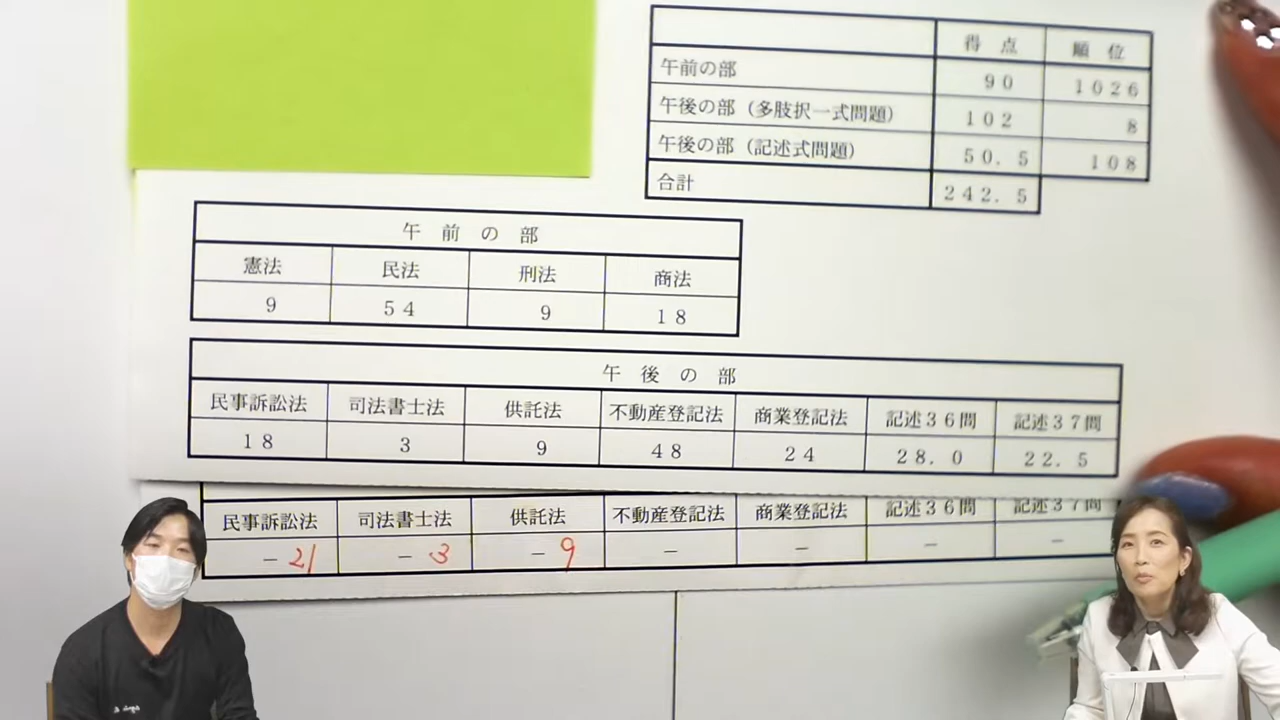 得 点 順 位
午前の部 90 1026
午後の部（多肢択一式問題） 102 8
午後の部（記述式問題） 50.5 108
合計 242.5
午 前 の 部
憲法 民法 刑法 商法
9 54 9 18
午 後 の 部
民事訴訟法 司法書士法 供託法 不動産登記法 商業登記法 記述３６問 記述３７問
18 3 9 48 24 28.0 22.5
民事訴訟法 司法書士法 供託法 不動産登記法 商業登記法 記述３６問 記述３７問
－ 21 － 3 － 9 － － － －